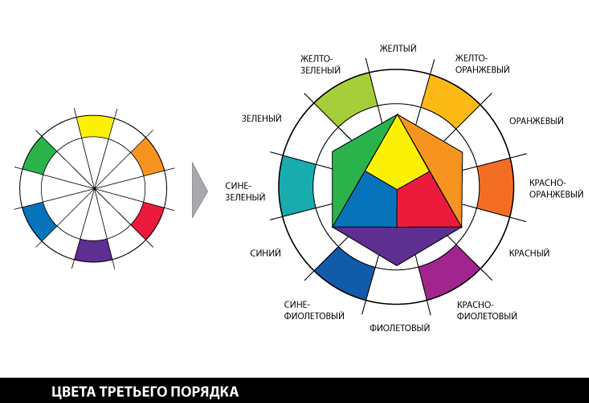 ЖЕЛТЫЙ
ЖЕЛТО-
ОРАНЖЕВЫЙ
ОРАНЖЕВЫЙ
КРАСНО-
ОРАНЖЕВЫЙ
КРАСНЫЙ
КРАСНО-
ФИОЛЕТОВЫЙ
ФИОЛЕТОВЫЙ
СИНЕ-
ФИОЛЕТОВЫЙ
СИНИЙ
СИНЕ-
ЗЕЛЕНЫЙ
ЗЕЛЕНЫЙ
ЖЕЛТО-
ЗЕЛЕНЫЙ
ЦВЕТА ТРЕТЬЕГО ПОРЯДКА